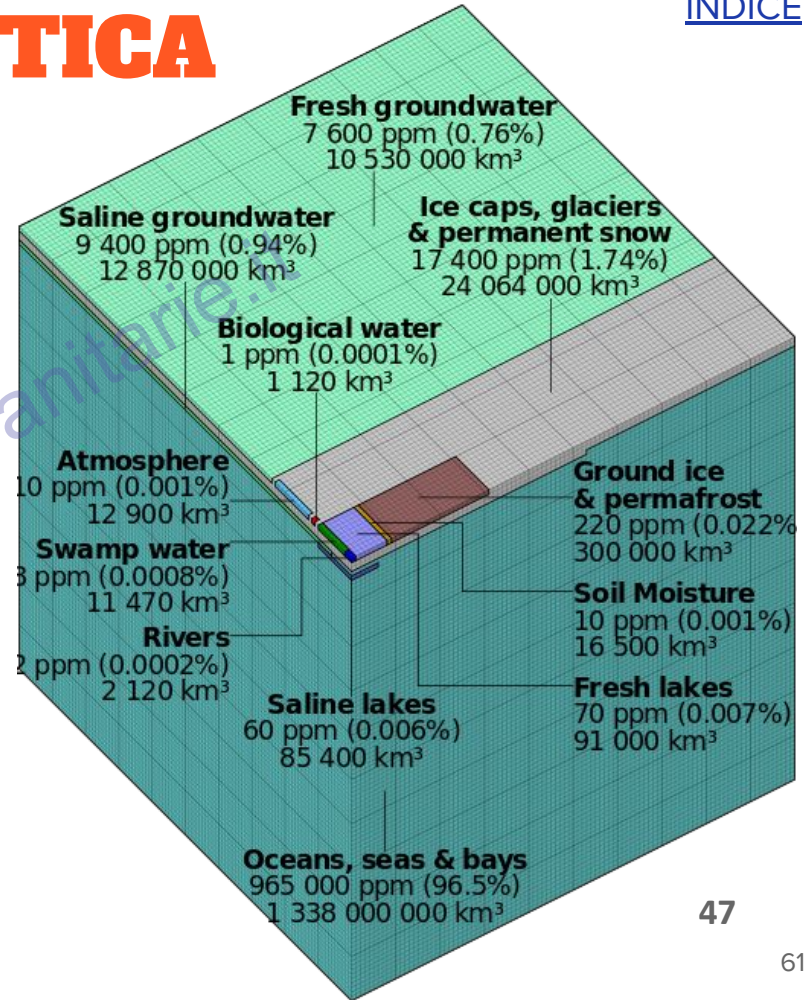 TICA
INDICE
Fresh groundwater
7 600 ppm (0.76%)
10 530 000 km³
Saline groundwater
9 400 ppm (0.94%)
12 870 000 km³
Ice caps, glaciers
& permanent snow
17 400 ppm (1.74%)
24 064 000 km³
Biological water
1 ppm (0.0001%)
1 120 km³
anitarie.it
Atmosphere
10 ppm (0.001%)
12 900 km³
Swamp water
8 ppm (0.0008%)
11 470 km³
Rivers
2 ppm (0.0002%)
2 120 km³
Ground ice
& permafrost
220 ppm (0.022%
300 000 km³
Soil Moisture
10 ppm (0.001%)
16 500 km³
Fresh lakes
70 ppm (0.007%)
91 000 km³
Saline lakes
60 ppm (0.006%)
85 400 km³
Oceans, seas & bays
965 000 ppm (96.5%)
1 338 000 000 km³
47
61